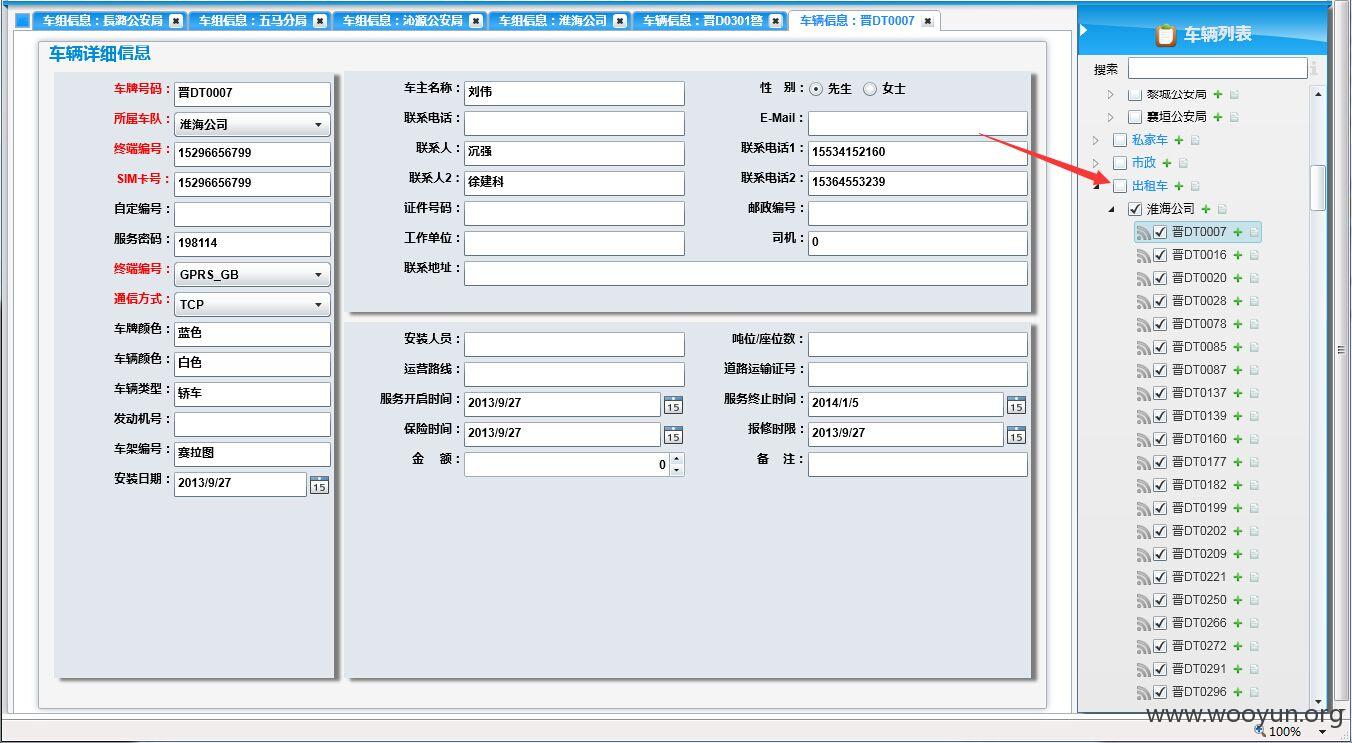 车组信息：長潞公安局 车组信息：五马分局 车组信息：沁源公安局 车组信息：淮海公司 车辆信息：晋D0301警 车辆信息：晋DT0007
车辆详细信息
车牌号码： 晋DT0007
所属车队： 淮海公司
终端编号： 15296656799
SIM卡号： 15296656799
自定编号：
服务密码： 198114
终端编号： GPRS_GB
通信方式： TCP
车牌颜色： 蓝色
车辆颜色： 白色
车辆类型： 轿车
发动机号：
车架编号： 赛拉图
安装日期： 2013/9/27 15
车主名称： 刘伟 性 别： 先生 女士
联系电话： E-Mail：
联系人： 沉强 联系电话1： 15534152160
联系人2： 徐建科 联系电话2： 15364553239
证件号码： 邮政编号：
工作单位： 司机： 0
联系地址：
安装人员： 吨位/座位数：
运营路线： 道路运输证号：
服务开启时间： 2013/9/27 15 服务终止时间： 2014/1/5 15
保险时间： 2013/9/27 15 报修时限： 2013/9/27 15
金 额： 0 备 注：
车辆列表
搜索
黎城公安局
襄垣公安局
私家车
市政
出租车
淮海公司
晋DT0007
晋DT0016
晋DT0020
晋DT0028
晋DT0078
晋DT0085
晋DT0087
晋DT0137
晋DT0139
晋DT0160
晋DT0177
晋DT0182
晋DT0199
晋DT0202
晋DT0209
晋DT0221
晋DT0250
晋DT0266
晋DT0272
晋DT0291
晋DT0296
www.wooyun.org
100%